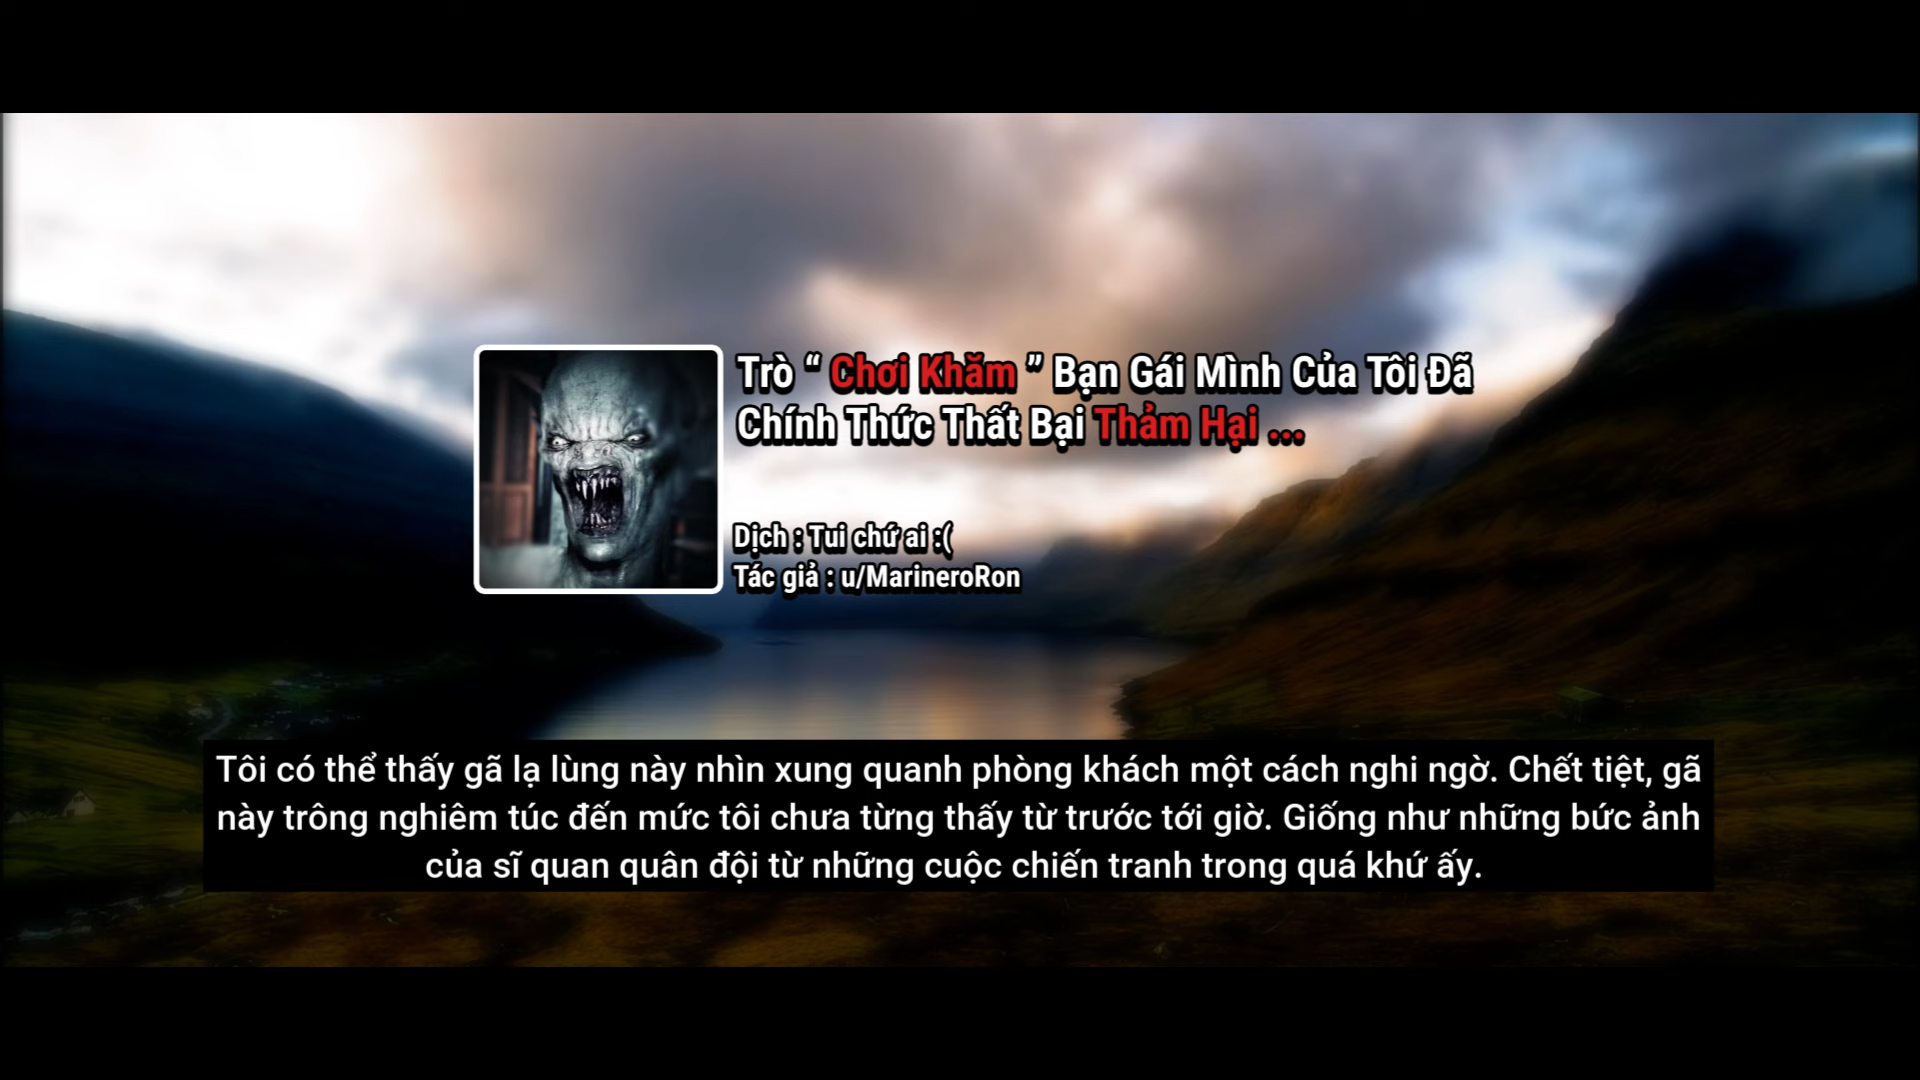 Trò “ Chơi Khăm ” Bạn Gái Mình Của Tôi Đã
Chính Thức Thất Bại Thảm Hại ...
Dịch : Tui chứ ai :(
Tác giả : u/MarineroRon
Tôi có thể thấy gã lạ lùng này nhìn xung quanh phòng khách một cách nghi ngờ. Chết tiệt, gã
này trông nghiêm túc đến mức tôi chưa từng thấy từ trước tới giờ. Giống như những bức ảnh
của sĩ quan quân đội từ những cuộc chiến tranh trong quá khứ ấy.